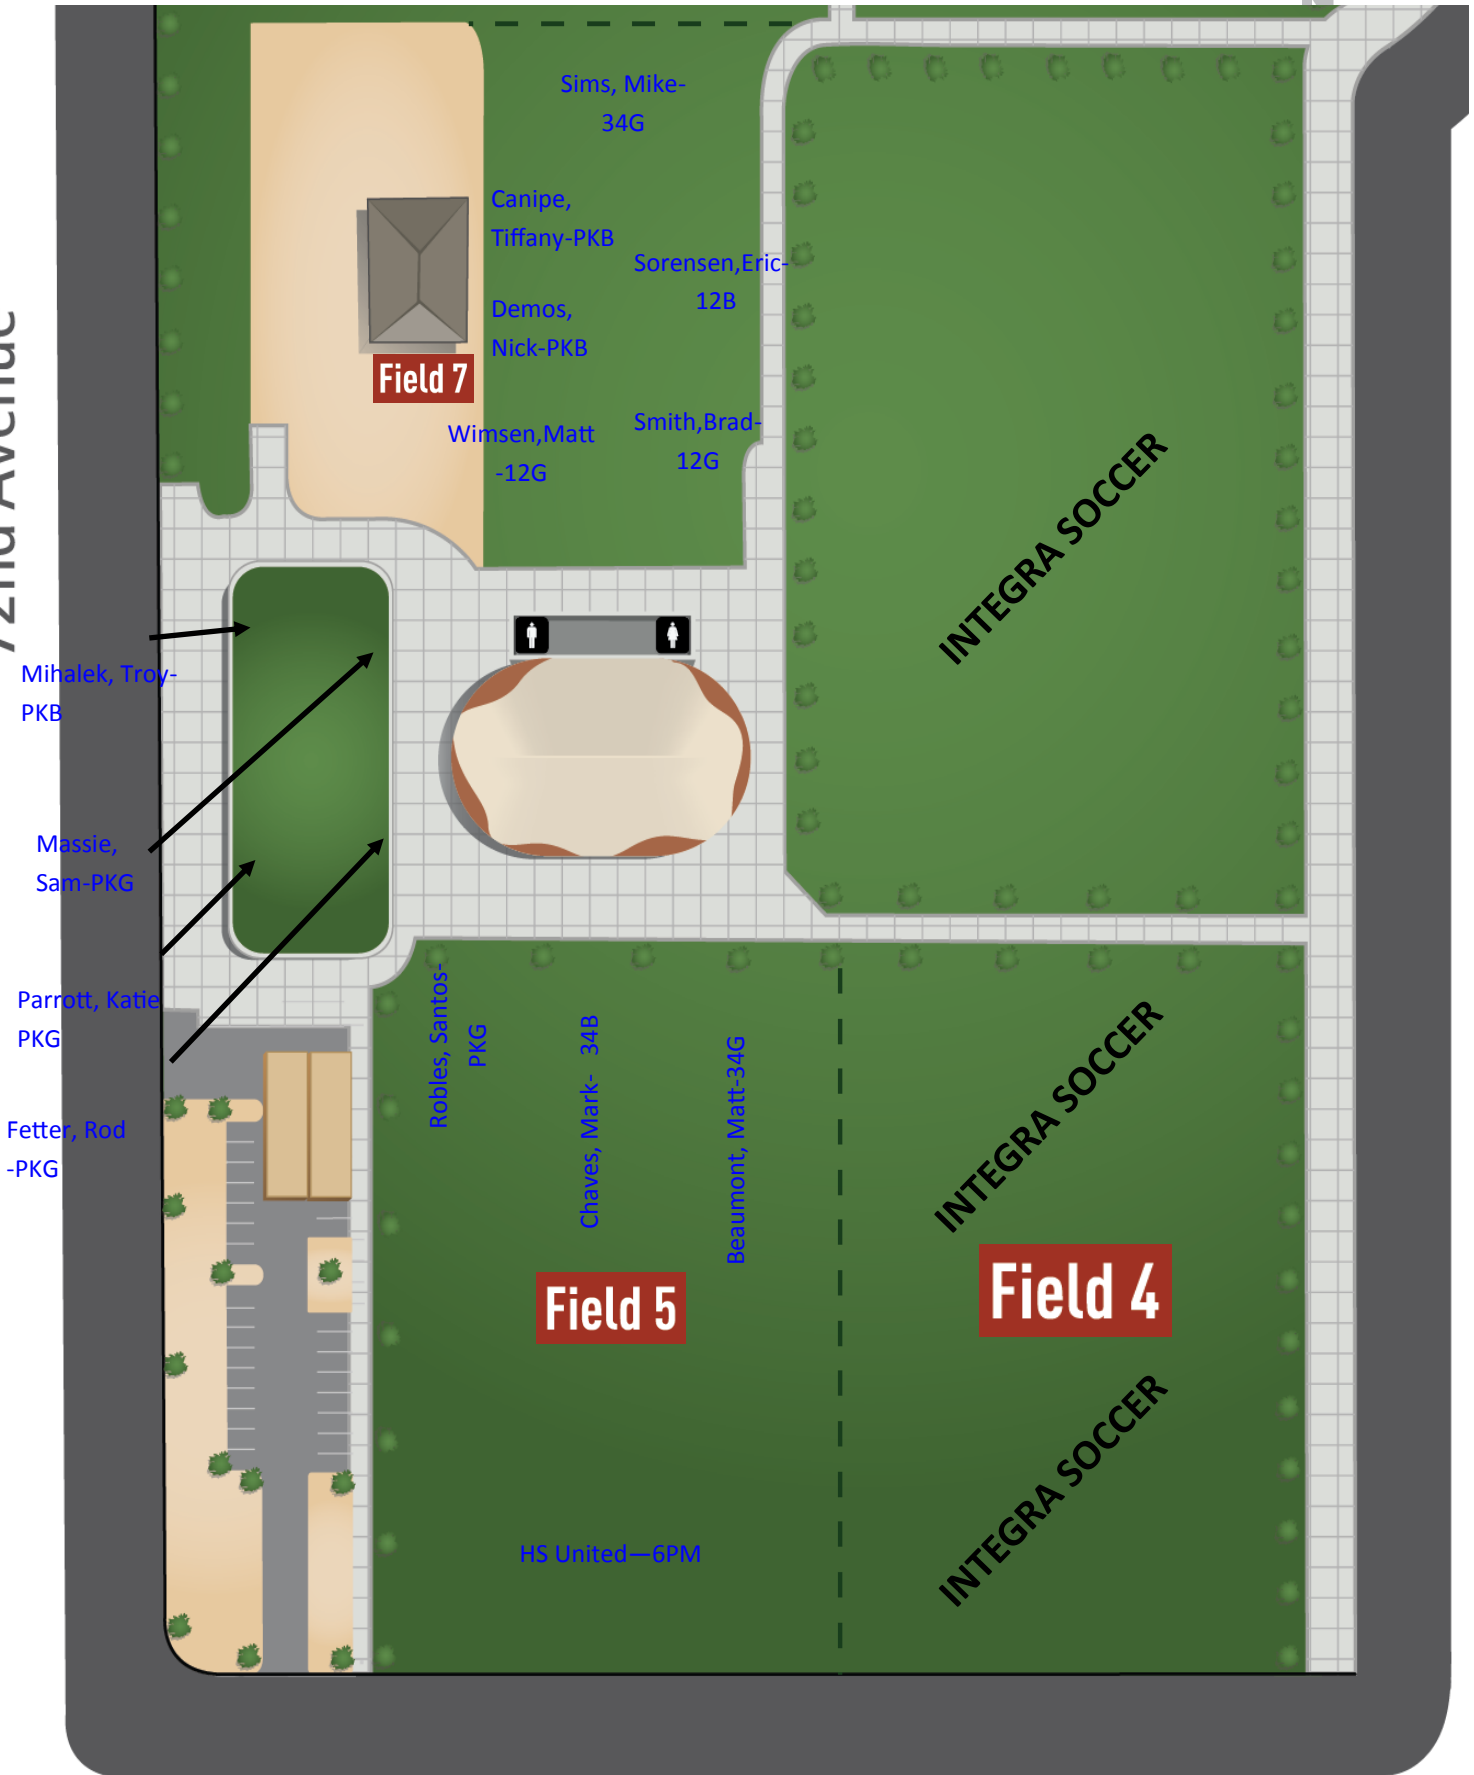 Sims, Mike-
34G
Canipe,
Tiffany-PKB
Sorensen,Eric-
12B
Demos,
Nick-PKB
Field 7
Wimsen,Matt
-12G
Smith,Brad-
12G
INTEGRA SOCCER
72nd Avenue
Mihalek, Troy-
PKB
Massie,
Sam-PKG
Parrott, Katie
PKG
Fetter, Rod
-PKG
Robles, Santos-
PKG
Chaves, Mark- 34B
Beaumont, Matt-34G
INTEGRA SOCCER
Field 5
Field 4
INTEGRA SOCCER
HS United—6PM